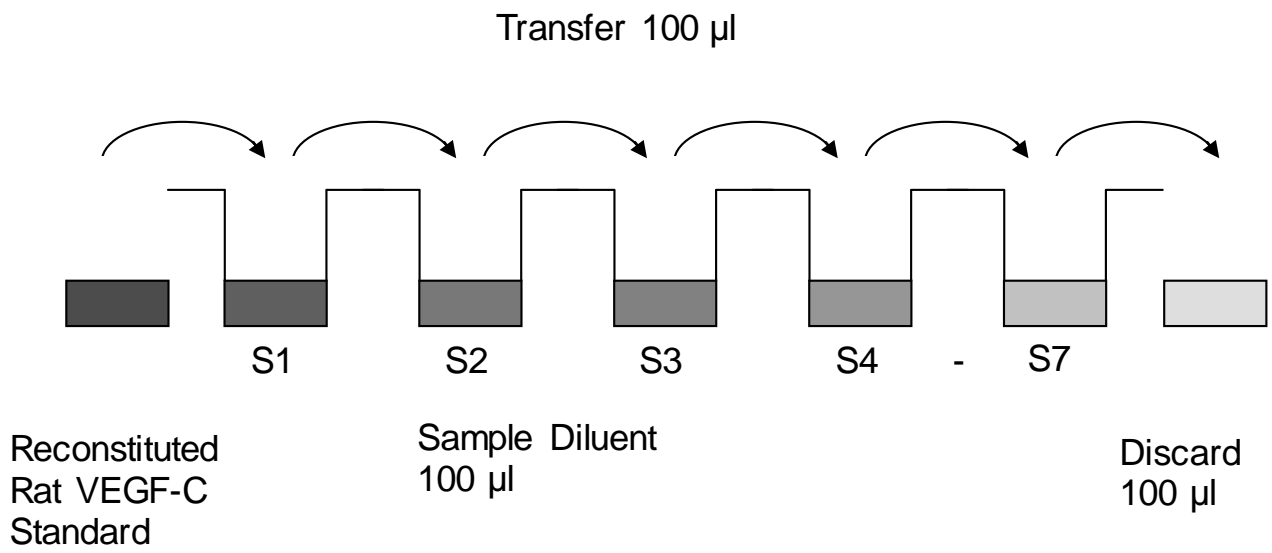 Transfer 100 µl
S1 S2 S3 S4 - S7
Reconstituted
Rat VEGF-C
Standard
Sample Diluent
100 µl
Discard
100 µl